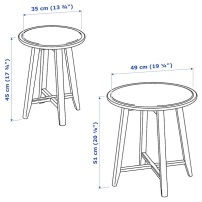 35 cm (13 ¾")
45 cm (17 ¾")
49 cm (19 ¼")
51 cm (20 ⅛")